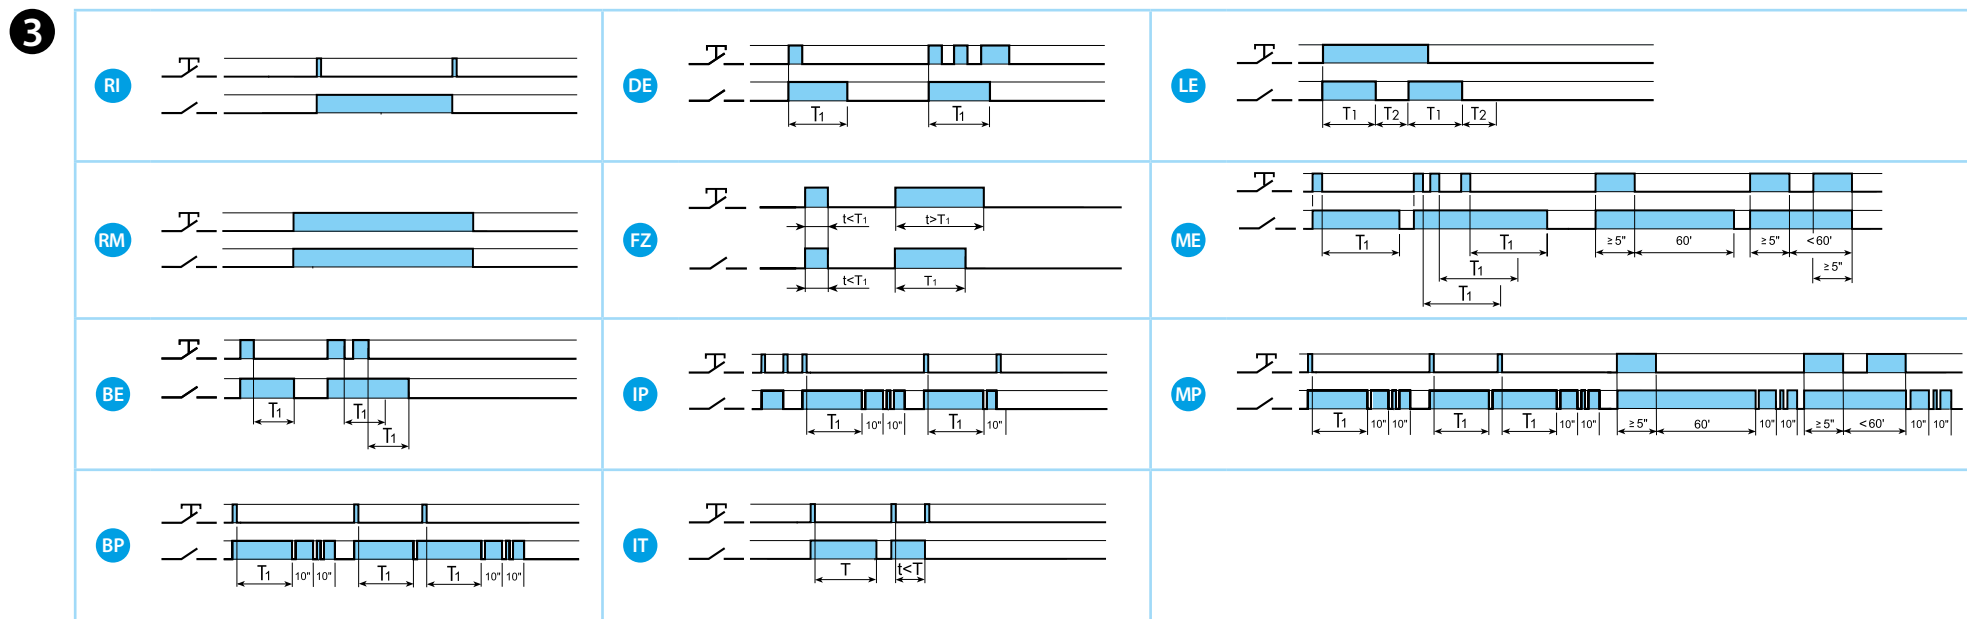 3
RI
DE
T1 T1
LE
T1 T2 T1 T2
RM
FZ
t<T1 t>T1
t<T1 T1
ME
T1 T1 ≥5" 60' ≥5" <60'
T1 ≥5"
T1
BE
T1 T1
T1
IP
T1 10" 10" T1 10"
MP
T1 10" 10" T1 T1 10" 10" ≥5" 60' 10" 10" ≥5" <60' 10" 10"
BP
T1 10" 10" T1 T1 10" 10"
IT
T t<T